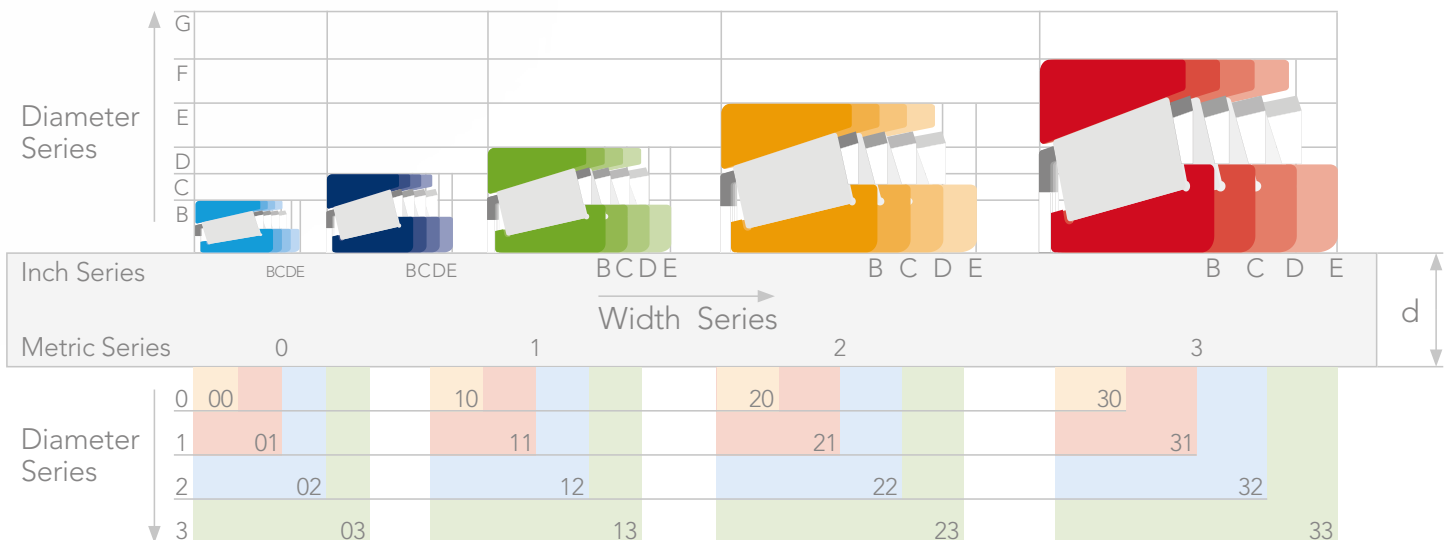 G
F
E
D
C
B
Diameter
Series
Inch Series
BCDE
BCDE
B C D E
B C D E
B C D E
Width Series
d
Metric Series 0 1 2 3
Diameter
Series
0 00 10 20 30
1 01 11 21 31
2 02 12 22 32
3 03 13 23 33